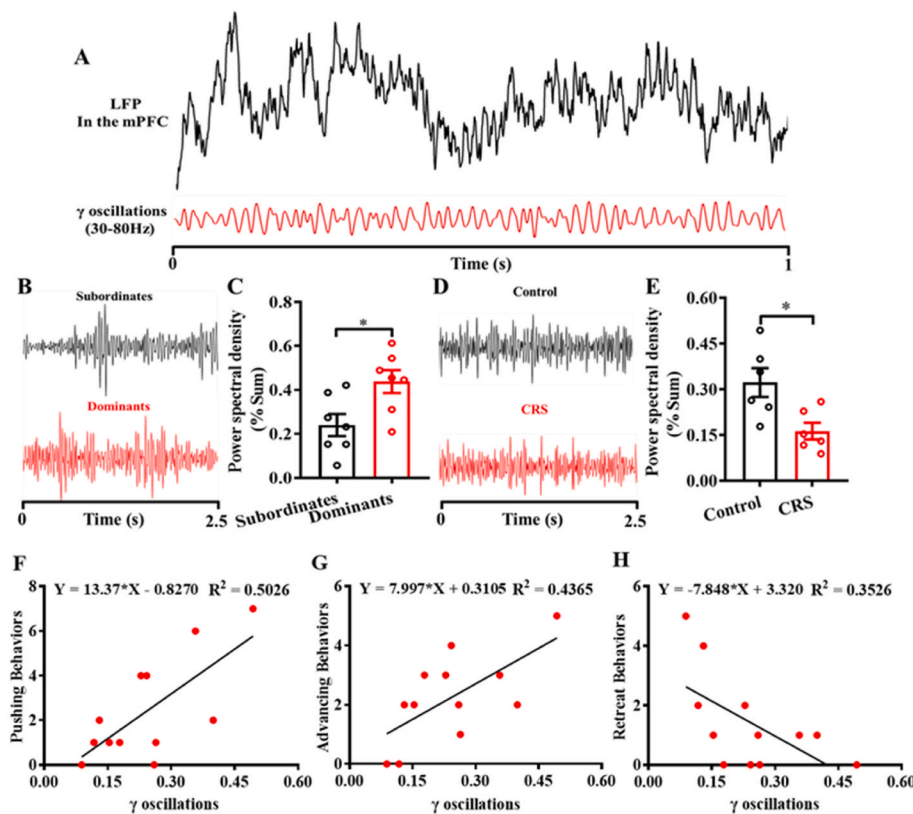 A
LFP
In the mPFC
γ oscillations
(30-80Hz)
0
Time (s)
1
B
Subordinates
Dominants
0
Time (s)
2.5
C
Power spectral density
(% Sum)
0.8
0.6
0.4
0.2
0.0
*
Subordinates
Dominants
D
Control
CRS
0
Time (s)
2.5
E
Power spectral density
(% Sum)
0.60
0.45
0.30
0.15
0.00
*
Control
CRS
F
Y = 13.37*X - 0.8270 R2 = 0.5026
Pushing Behaviors
8
6
4
2
0
0.00 0.15 0.30 0.45 0.60
γ oscillations
G
Y = 7.997*X + 0.3105 R2 = 0.4365
Advancing Behaviors
6
4
2
0
0.00 0.15 0.30 0.45 0.60
γ oscillations
H
Y = -7.848*X + 3.320 R2 = 0.3526
Retreat Behaviors
6
4
2
0
0.00 0.15 0.30 0.45 0.60
γ oscillations